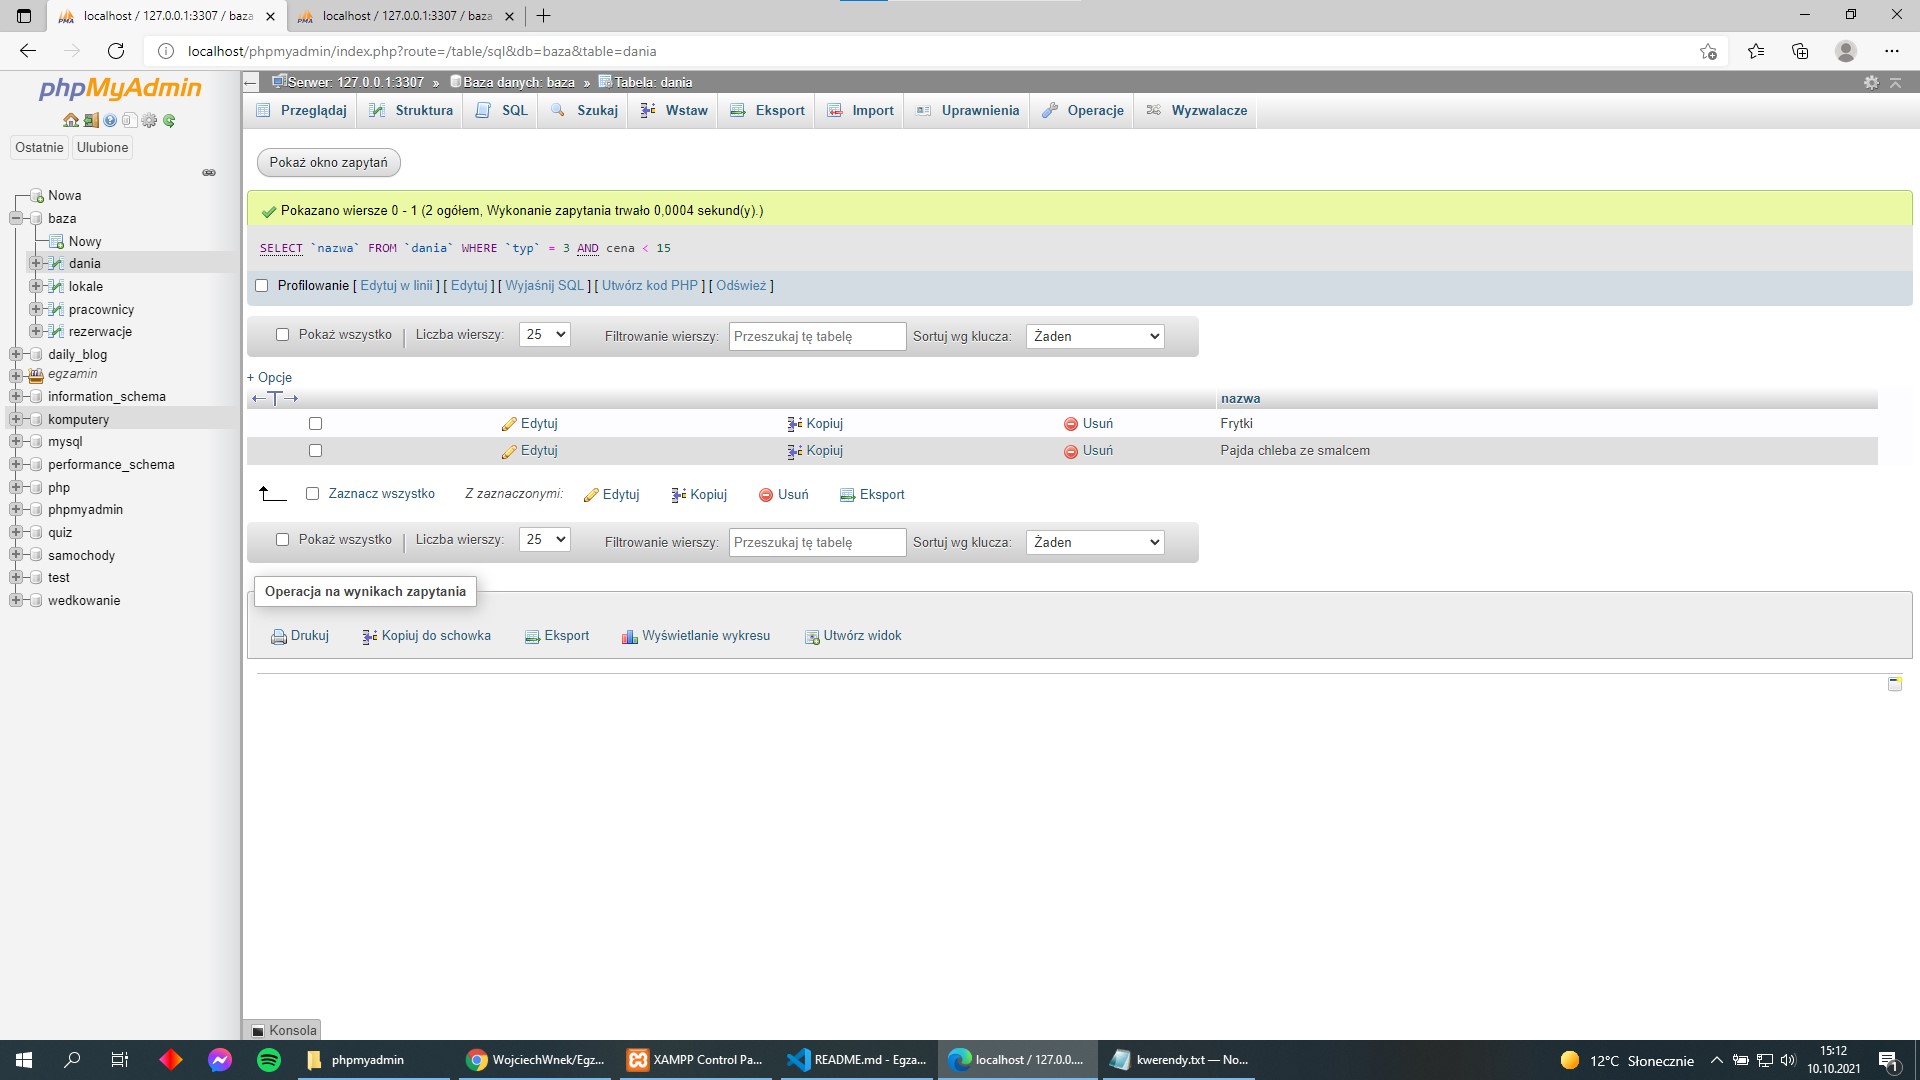 localhost / 127.0.0.1:3307 / baza
localhost / 127.0.0.1:3307 / baza
localhost/phpmyadmin/index.php?route=/table/sql&db=baza&table=dania
phpMyAdmin
Ostatnie Ulubione
Nowa
baza
Nowy
dania
lokale
pracownicy
rezerwacje
daily_blog
egzamin
information_schema
komputery
mysql
performance_schema
php
phpmyadmin
quiz
samochody
test
wedkowanie
Serwer: 127.0.0.1:3307 » Baza danych: baza » Tabela: dania
Przeglądaj Struktura SQL Szukaj Wstaw Eksport Import Uprawnienia Operacje Wyzwalacze
Pokaż okno zapytań
Pokazano wiersze 0 - 1 (2 ogółem, Wykonanie zapytania trwało 0,0004 sekund(y).)
SELECT `nazwa` FROM `dania` WHERE `typ` = 3 AND cena < 15
Profilowanie [ Edytuj w linii ] [ Edytuj ] [ Wyjaśnij SQL ] [ Utwórz kod PHP ] [ Odśwież ]
Pokaż wszystko | Liczba wierszy: 25 Filtrowanie wierszy: Przeszukaj tę tabelę Sortuj wg klucza: Żaden
+ Opcje
←T→ nazwa
Edytuj Kopiuj Usuń Frytki
Edytuj Kopiuj Usuń Pajda chleba ze smalcem
Zaznacz wszystko Z zaznaczonymi: Edytuj Kopiuj Usuń Eksport
Pokaż wszystko | Liczba wierszy: 25 Filtrowanie wierszy: Przeszukaj tę tabelę Sortuj wg klucza: Żaden
Operacja na wynikach zapytania
Drukuj Kopiuj do schowka Eksport Wyświetlanie wykresu Utwórz widok
Konsola
phpmyadmin
WojciechWnek/Egz...
XAMPP Control Pa...
README.md - Egza...
localhost / 127.0.0....
kwerendy.txt — No...
12°C Słonecznie
15:12
10.10.2021
1